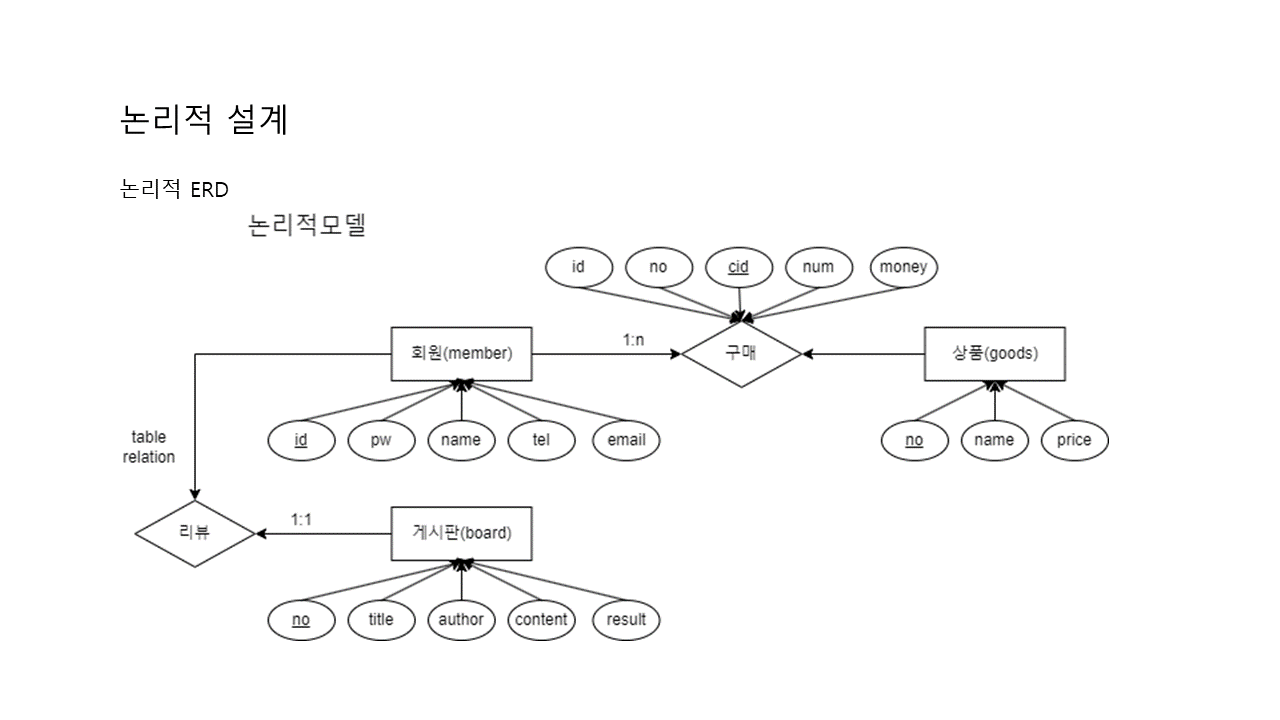 논리적 설계
논리적 ERD
논리적모델
id no cid num money
회원(member) 1:n 구매 상품(goods)
id pw name tel email
no name price
table
relation
리뷰 1:1 게시판(board)
no title author content result